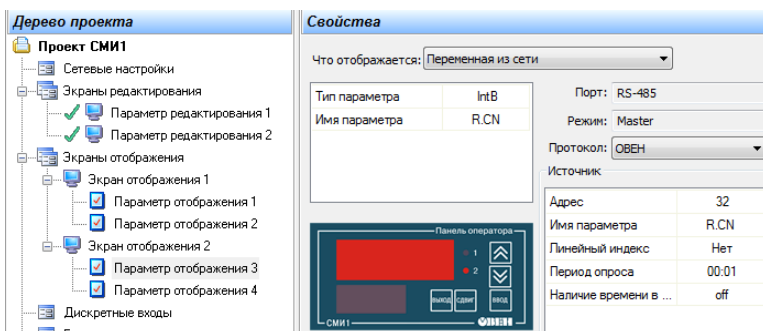 Дерево проекта
Проект СМИ1
Сетевые настройки
Экраны редактирования
Параметр редактирования 1
Параметр редактирования 2
Экраны отображения
Экран отображения 1
Параметр отображения 1
Параметр отображения 2
Экран отображения 2
Параметр отображения 3
Параметр отображения 4
Дискретные входы
Свойства
Что отображается: Переменная из сети
Тип параметра IntB
Имя параметра R.CN
Порт: RS-485
Режим: Master
Протокол: ОВЕН
Источник
Адрес 32
Имя параметра R.CN
Линейный индекс Нет
Период опроса 00:01
Наличие времени в ... off
Панель оператора
1
2
ВЫХОД СДВИГ ВВОД
СМИ1 ОВЕН